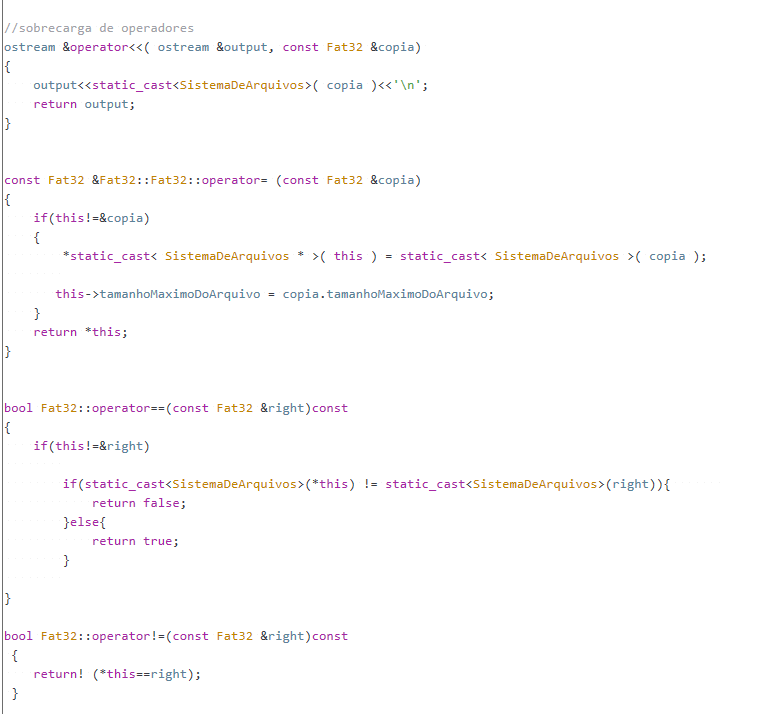 //sobrecarga de operadores
ostream &operator<<( ostream &output, const Fat32 &copia)
{
    output<<static_cast<SistemaDeArquivos>( copia )<<'\n';
    return output;
}
const Fat32 &Fat32::Fat32::operator= (const Fat32 &copia)
{
    if(this!=&copia)
    {
        *static_cast< SistemaDeArquivos * >( this ) = static_cast< SistemaDeArquivos >( copia );
       this->tamanhoMaximoDoArquivo = copia.tamanhoMaximoDoArquivo;
    }
    return *this;
}
bool Fat32::operator==(const Fat32 &right)const
{
    if(this!=&right)
        if(static_cast<SistemaDeArquivos>(*this) != static_cast<SistemaDeArquivos>(right)){
            return false;
        }else{
            return true;
        }
}
bool Fat32::operator!=(const Fat32 &right)const
 {
    return! (*this==right);
 }